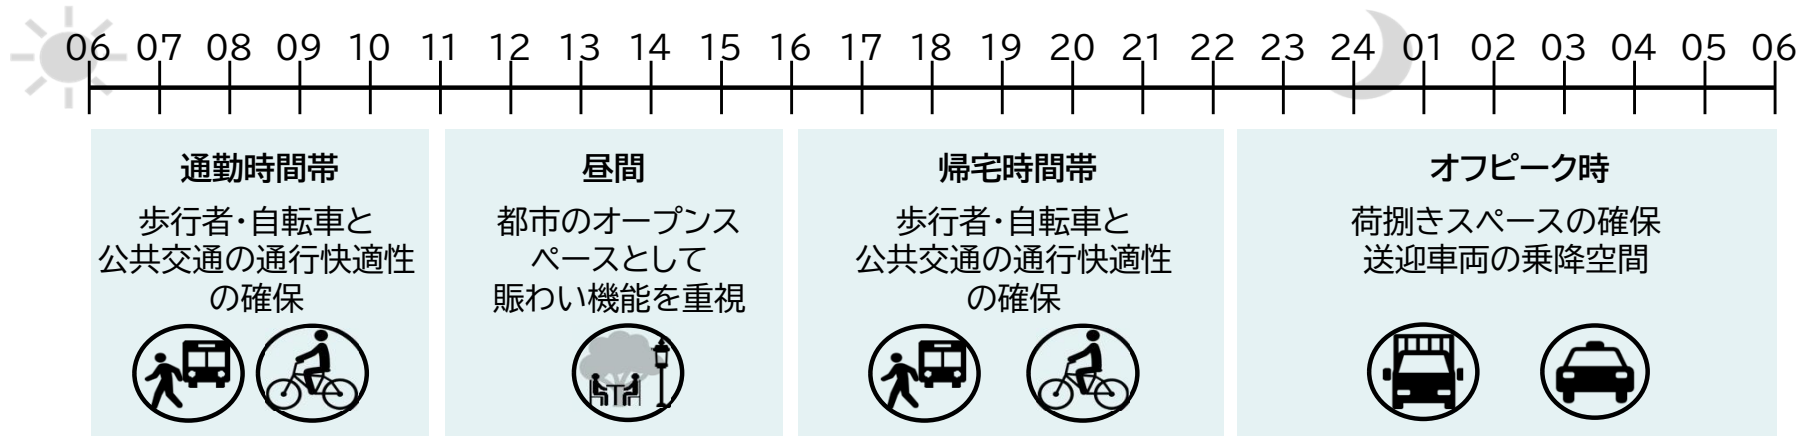 06 07 08 09 10 11 12 13 14 15 16 17 18 19 20 21 22 23 24 01 02 03 04 05 06
通勤時間帯
歩行者・自転車と
公共交通の通行快適性
の確保
昼間
都市のオープンス
ペースとして
賑わい機能を重視
帰宅時間帯
歩行者・自転車と
公共交通の通行快適性
の確保
オフピーク時
荷捌きスペースの確保
送迎車両の乗降空間